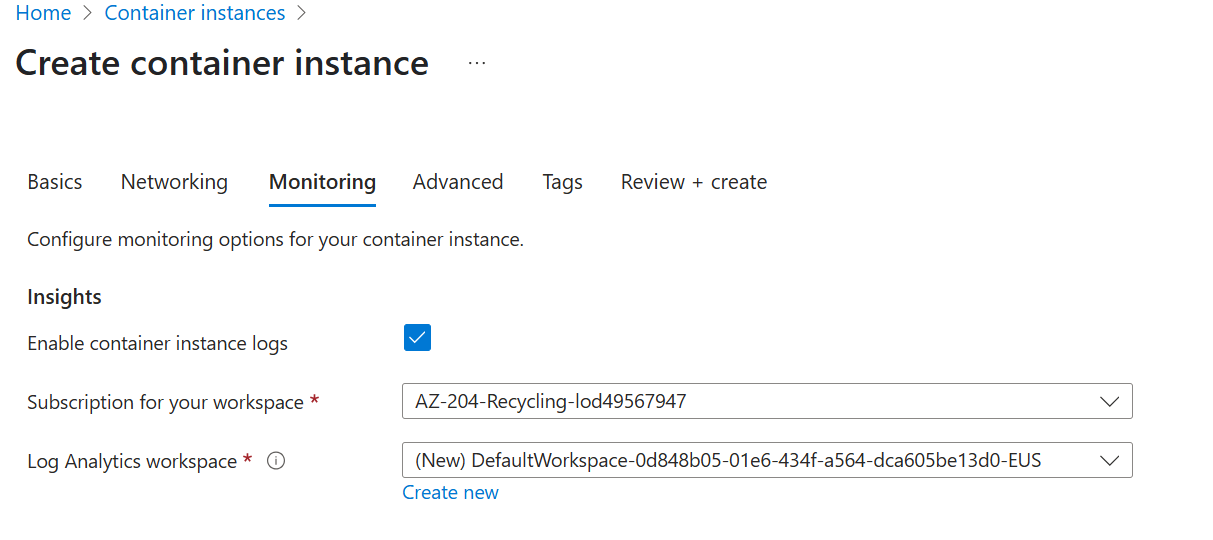 Home > Container instances >
Create container instance ...
Basics Networking Monitoring Advanced Tags Review + create
Configure monitoring options for your container instance.
Insights
Enable container instance logs
Subscription for your workspace * AZ-204-Recycling-lod49567947
Log Analytics workspace * (New) DefaultWorkspace-0d848b05-01e6-434f-a564-dca605be13d0-EUS
Create new